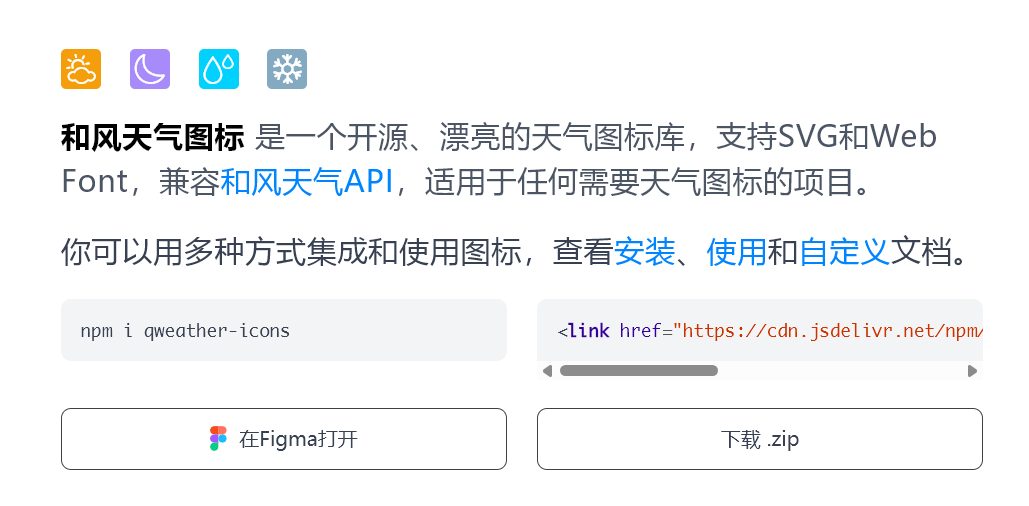 和风天气图标 是一个开源、漂亮的天气图标库，支持SVG和Web
Font，兼容和风天气API，适用于任何需要天气图标的项目。
你可以用多种方式集成和使用图标，查看安装、使用和自定义文档。
npm i qweather-icons
<link href="https://cdn.jsdelivr.net/npm/
在Figma打开
下载 .zip